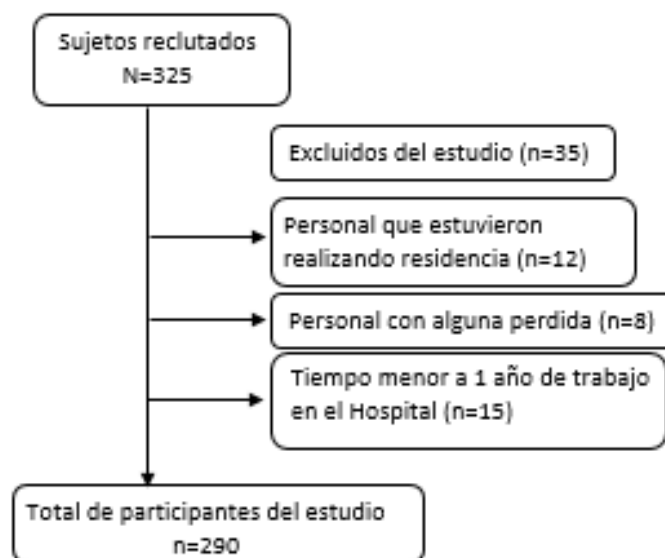 Sujetos reclutados
N=325
Excluidos del estudio (n=35)
Personal que estuvieron
realizando residencia (n=12)
Personal con alguna perdida (n=8)
Tiempo menor a 1 año de trabajo
en el Hospital (n=15)
Total de participantes del estudio
n=290